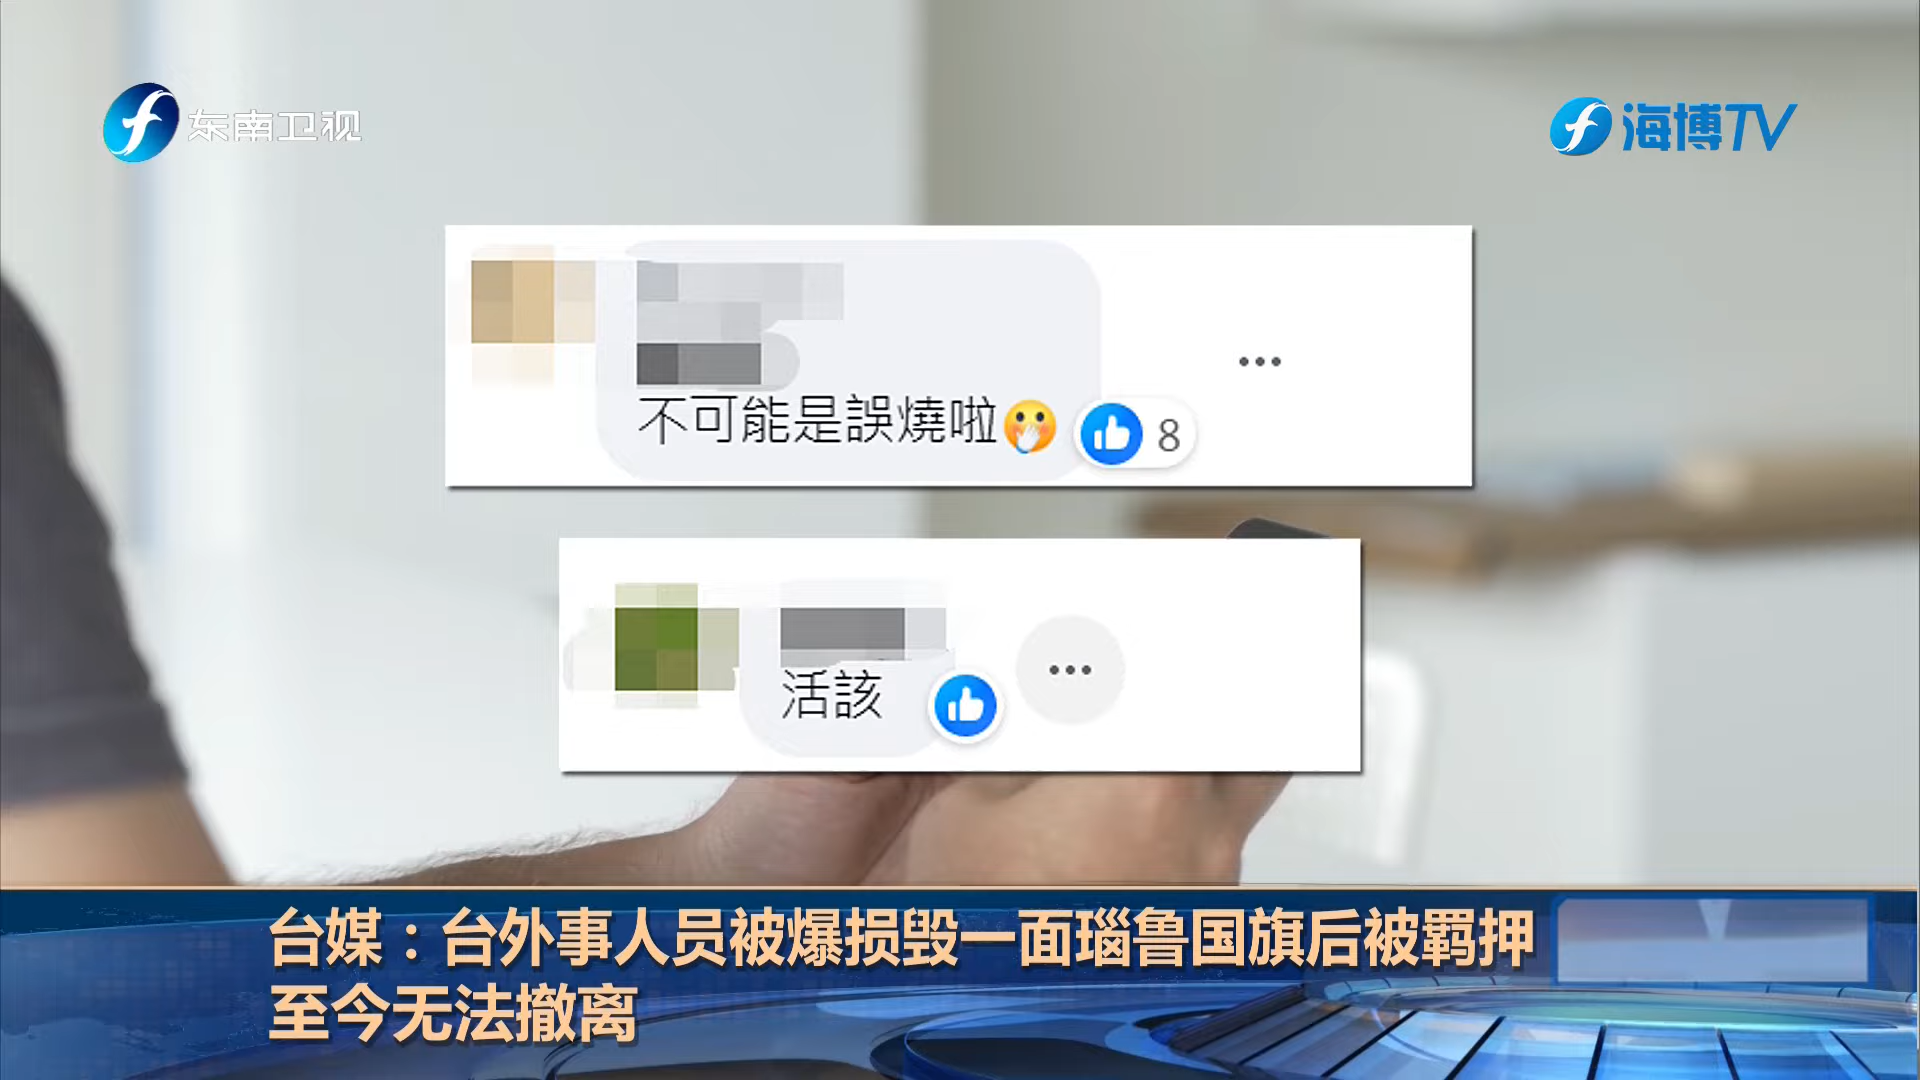 东南卫视
海博TV
不可能是誤燒啦
8
活該
台媒：台外事人员被爆损毁一面瑙鲁国旗后被羁押
至今无法撤离